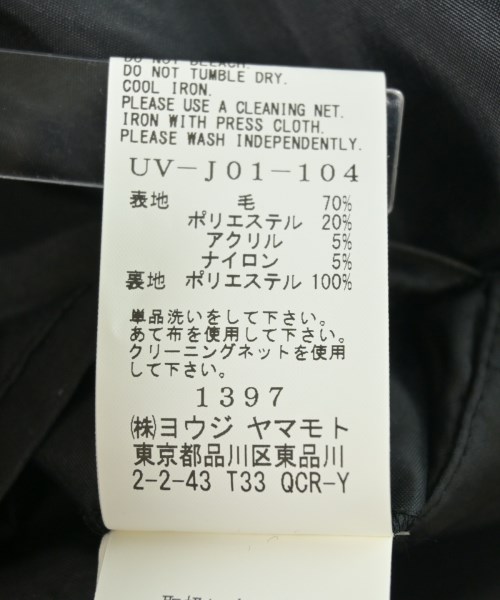 DO NOT BLEACH.
DO NOT TUMBLE DRY.
COOL IRON.
PLEASE USE A CLEANING NET.
IRON WITH PRESS CLOTH.
PLEASE WASH INDEPENDENTLY.
UV-J01-104
表地 毛 70%
ポリエステル 20%
アクリル 5%
ナイロン 5%
裏地 ポリエステル 100%
単品洗いをして下さい。
あて布を使用して下さい。
クリーニングネットを使用
して下さい。
1397
㈱ヨウジ ヤマモト
東京都品川区東品川
2-2-43 T33 QCR-Y